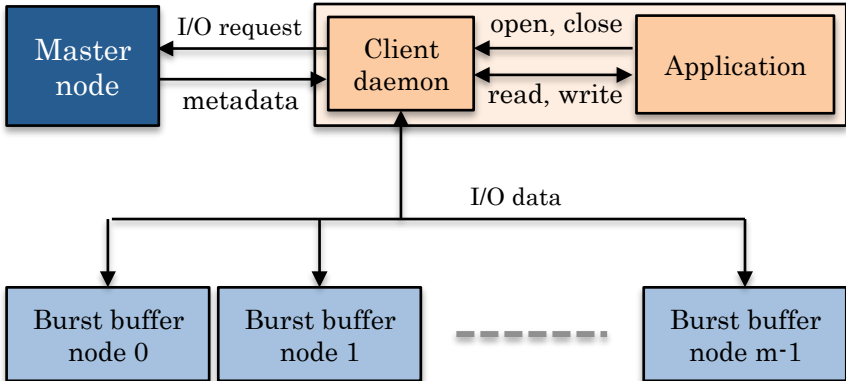 I/O request
Master
node
metadata
Client
daemon
open, close
read, write
Application
I/O data
Burst buffer
node 0
Burst buffer
node 1
Burst buffer
node m-1